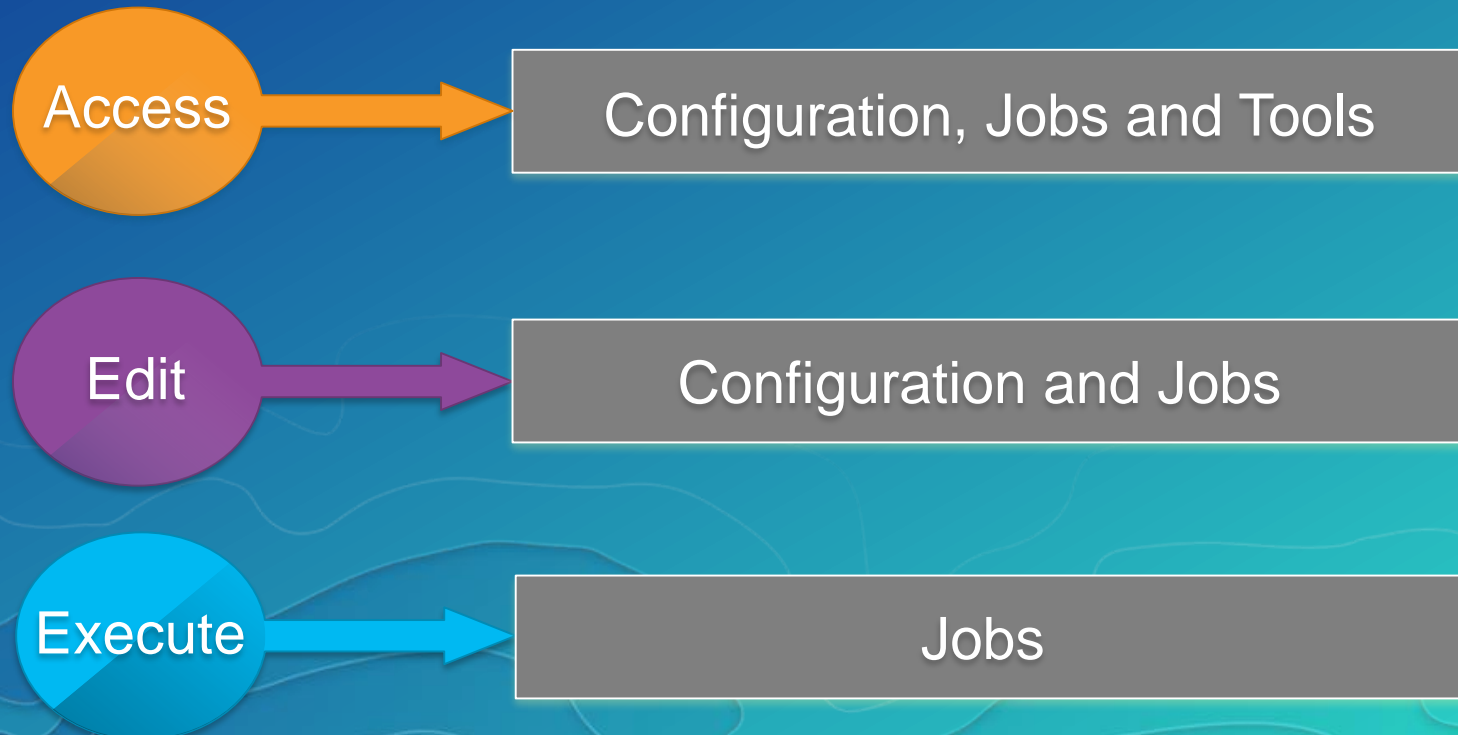 Access
Configuration, Jobs and Tools
Edit
Configuration and Jobs
Execute
Jobs